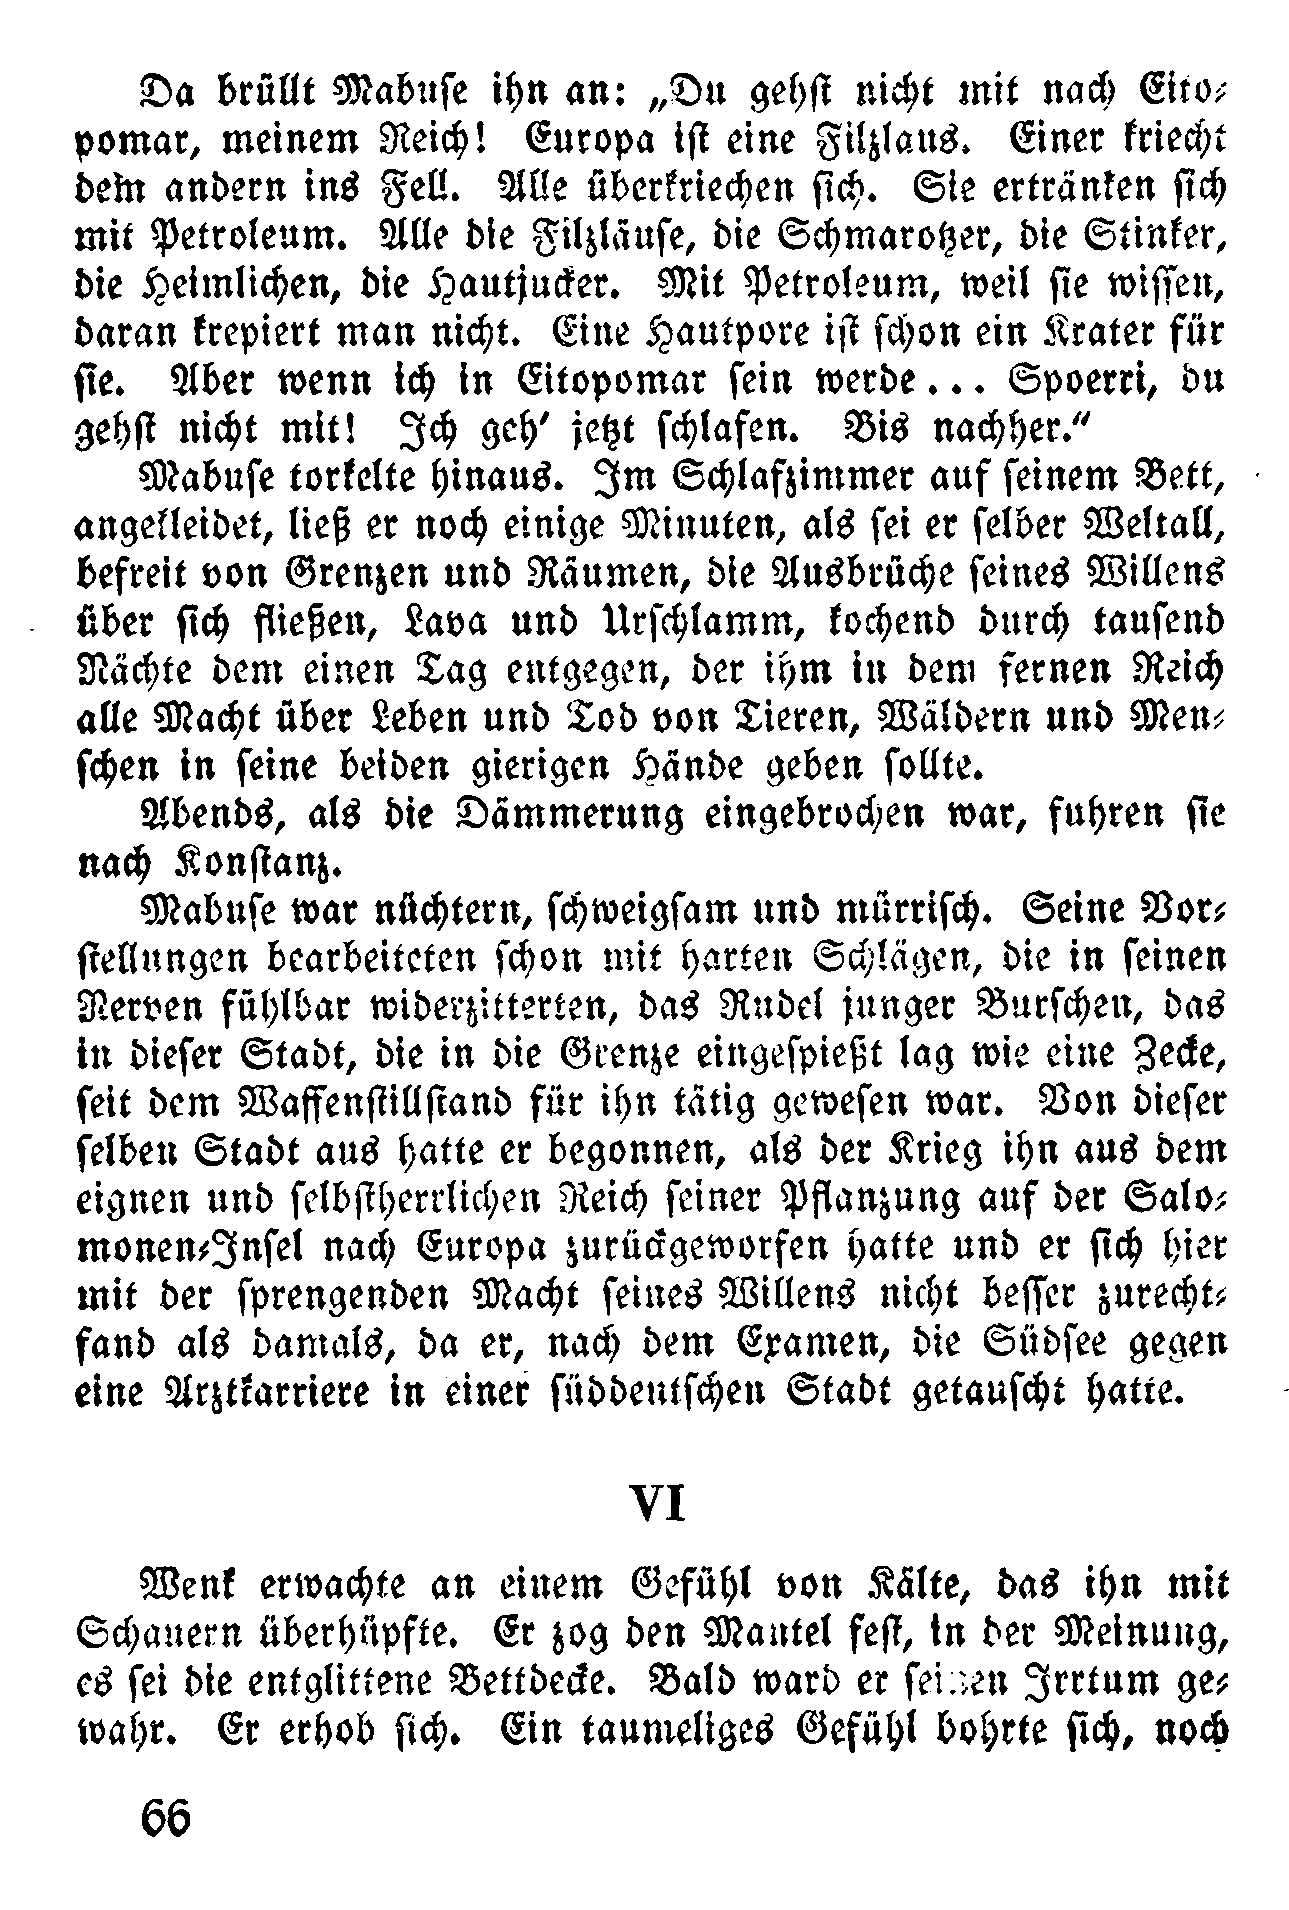 Da brüllt Mabuse ihn an: „Du gehst nicht mit nach Eito-
pomar, meinem Reich! Europa ist eine Filzlaus. Einer kriecht
dem andern ins Fell. Alle überkriechen sich. Sie ertränken sich
mit Petroleum. Alle die Filzläuse, die Schmarotzer, die Stinker,
die Heimlichen, die Hautjucker. Mit Petroleum, weil sie wissen,
daran krepiert man nicht. Eine Hautpore ist schon ein Krater für
sie. Aber wenn ich in Eitopomar sein werde... Spoerri, du
gehst nicht mit! Ich geh' jetzt schlafen. Bis nachher.“
Mabuse torkelte hinaus. Im Schlafzimmer auf seinem Bett,
angekleidet, ließ er noch einige Minuten, als sei er selber Weltall,
befreit von Grenzen und Räumen, die Ausbrüche seines Willens
über sich fließen, Lava und Urschlamm, kochend durch tausend
Nächte dem einen Tag entgegen, der ihm in dem fernen Reich
alle Macht über Leben und Tod von Tieren, Wäldern und Men-
schen in seine beiden gierigen Hände geben sollte.
Abends, als die Dämmerung eingebrochen war, fuhren sie
nach Konstanz.
Mabuse war nüchtern, schweigsam und mürrisch. Seine Vor-
stellungen bearbeiteten schon mit harten Schlägen, die in seinen
Nerven fühlbar widerzitterten, das Rudel junger Burschen, das
in dieser Stadt, die in die Grenze eingespießt lag wie eine Zecke,
seit dem Waffenstillstand für ihn tätig gewesen war. Von dieser
selben Stadt aus hatte er begonnen, als der Krieg ihn aus dem
eignen und selbstherrlichen Reich seiner Pflanzung auf der Salo-
monen-Insel nach Europa zurückgeworfen hatte und er sich hier
mit der sprengenden Macht seines Willens nicht besser zurecht-
fand als damals, da er, nach dem Examen, die Südsee gegen
eine Arztkarriere in einer süddeutschen Stadt getauscht hatte.
VI
Wenk erwachte an einem Gefühl von Kälte, das ihn mit
Schauern überhüpfte. Er zog den Mantel fest, in der Meinung,
es sei die entglittene Bettdecke. Bald ward er seinen Irrtum ge-
wahr. Er erhob sich. Ein taumeliges Gefühl bohrte sich, noch
66